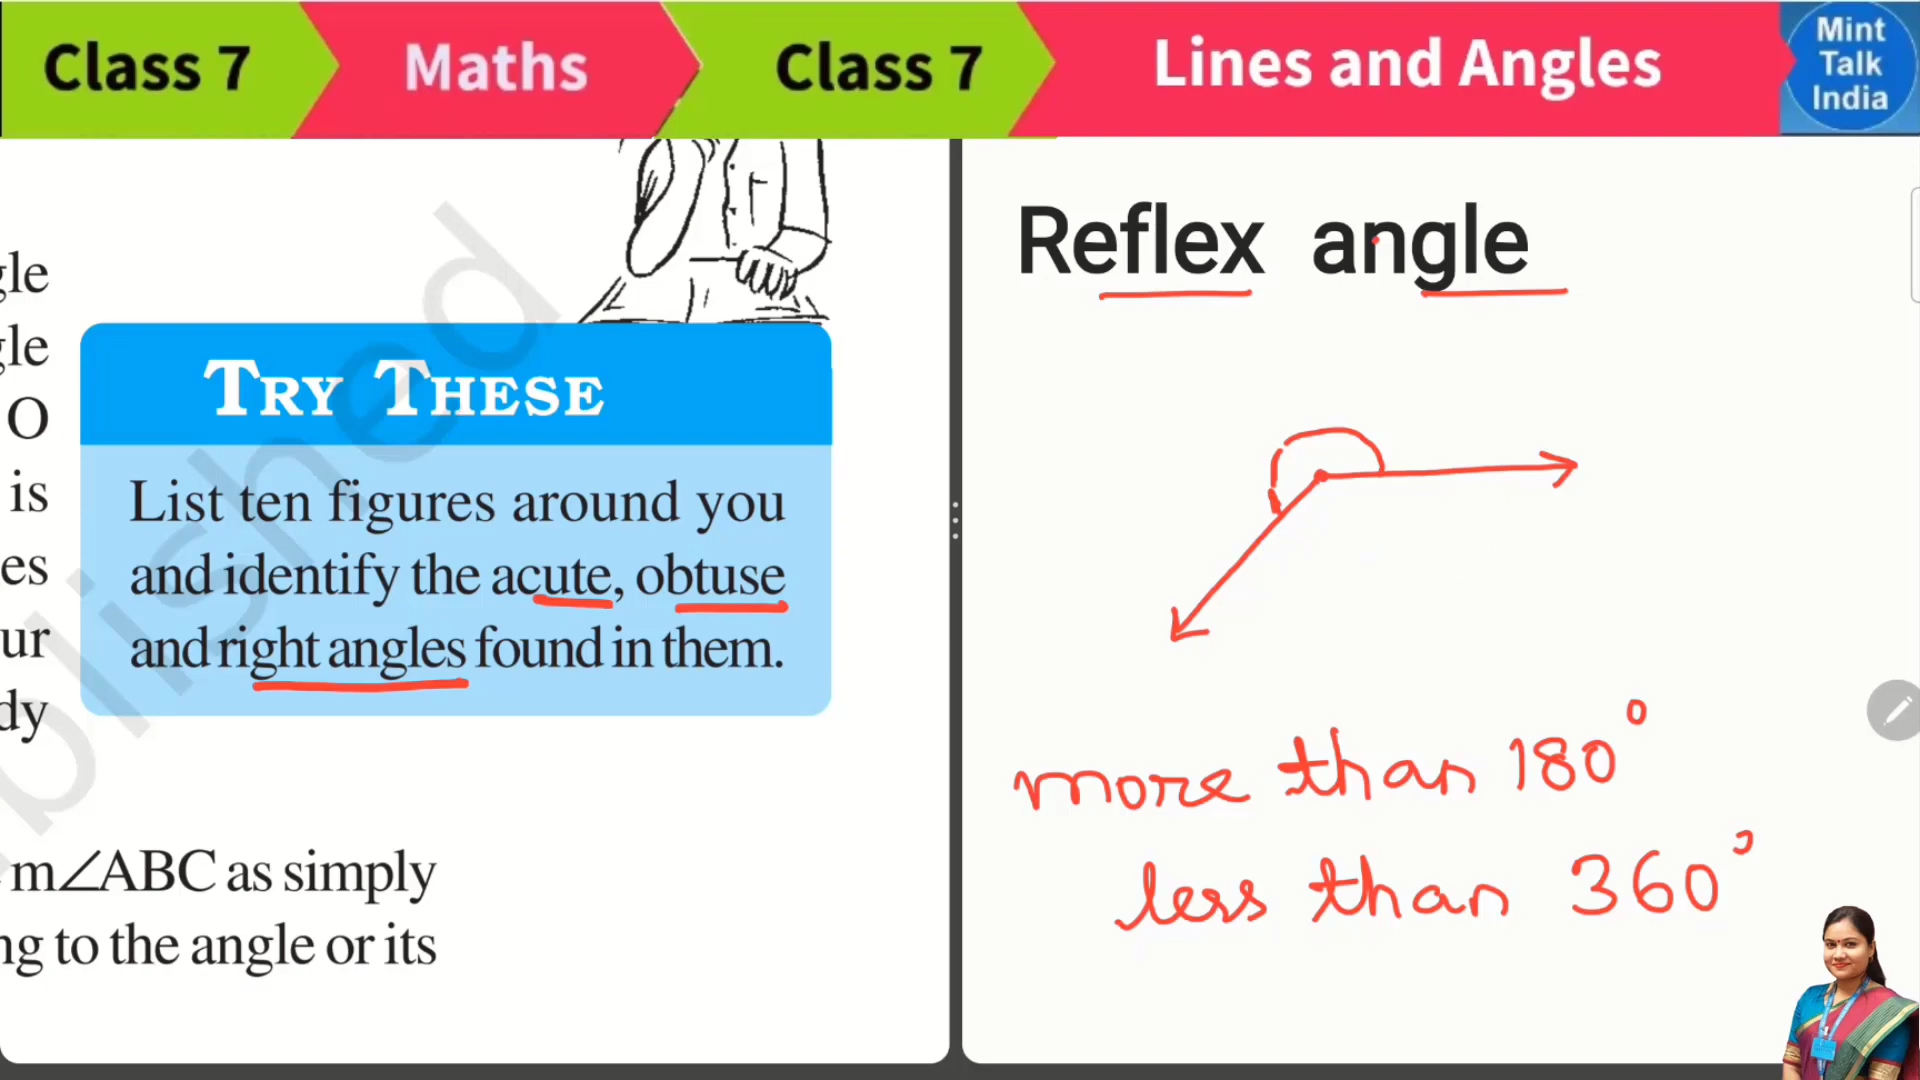 Class 7
Maths
Class 7
Lines and Angles
Mint
Talk
India
gle
gle
O
is
es
ur
dy
TRY THESE
List ten figures around you
and identify the acute, obtuse
and right angles found in them.
m∠ABC as simply
ng to the angle or its
blished
Reflex angle
more than 180°
less than 360°